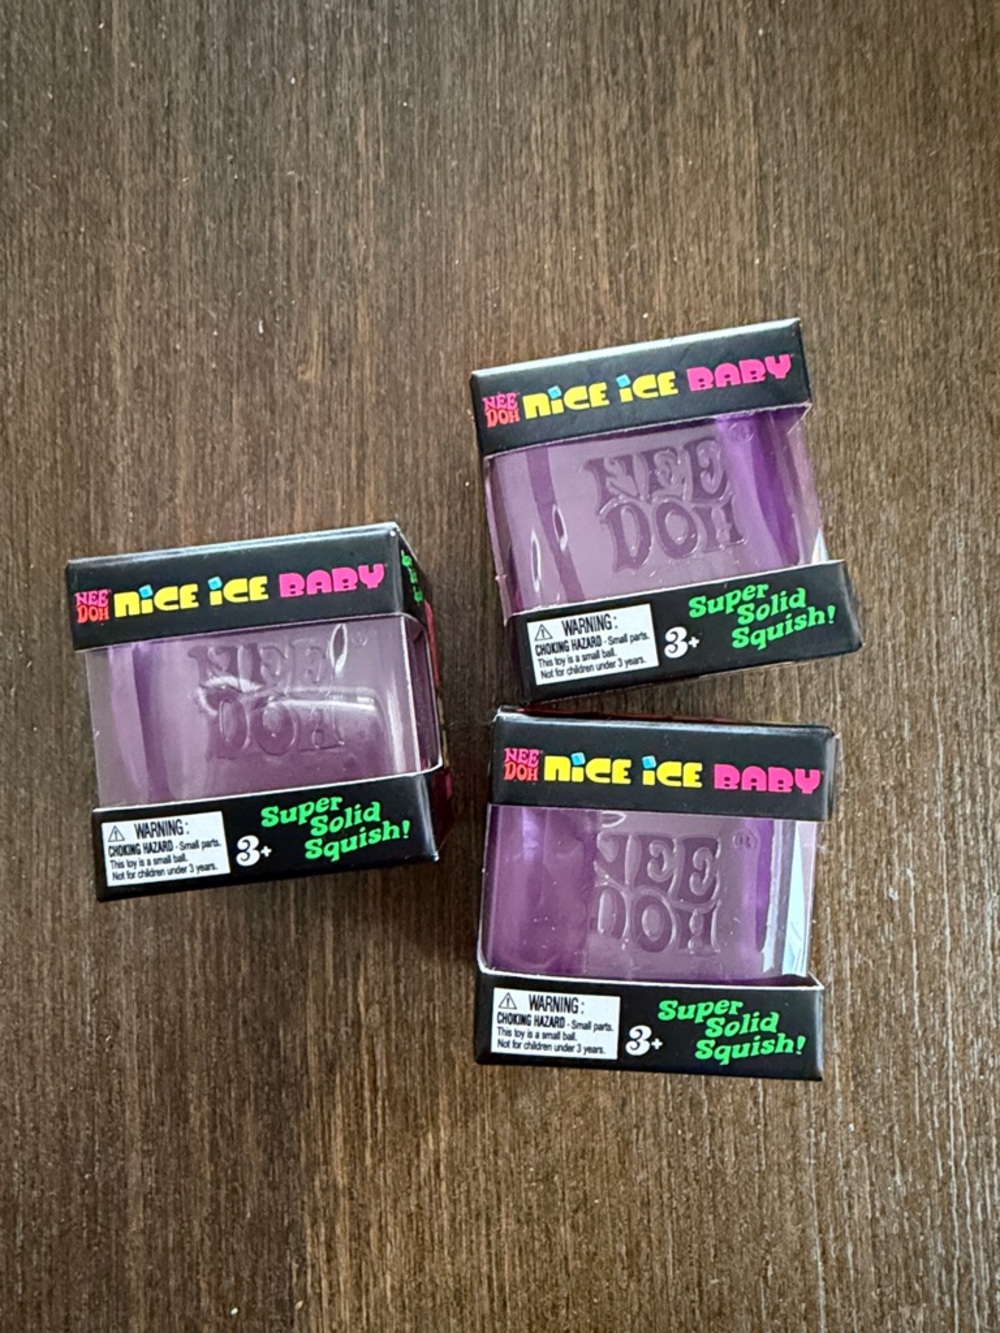 NEE DOH NiCE iCE BABY
NEE
DOH
WARNING:
CHOKING HAZARD - Small parts.
This toy is a small ball.
Not for children under 3 years.
3+
Super
Solid
Squish!
NEE DOH NiCE iCE BABY
NEE
DOH
WARNING:
CHOKING HAZARD - Small parts.
This toy is a small ball.
Not for children under 3 years.
3+
Super
Solid
Squish!
NEE DOH NiCE iCE BABY
NEE
DOH
WARNING:
CHOKING HAZARD - Small parts.
This toy is a small ball.
Not for children under 3 years.
3+
Super
Solid
Squish!